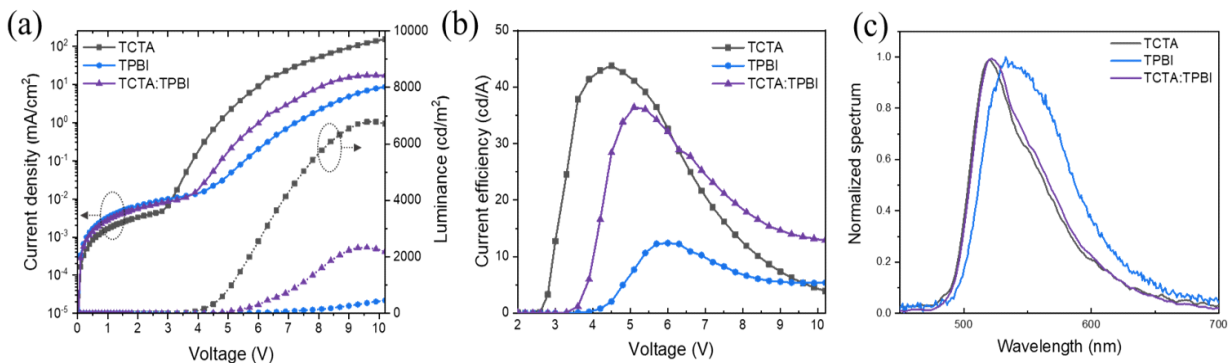 (a)
TCTA
TPBI
TCTA:TPBI
Current density (mA/cm²)
10²
10¹
10⁰
10⁻¹
10⁻²
10⁻³
10⁻⁴
10⁻⁵
0 1 2 3 4 5 6 7 8 9 10
Voltage (V)
10000
8000
6000
4000
2000
0
Luminance (cd/m²)
(b)
TCTA
TPBI
TCTA:TPBI
Current efficiency (cd/A)
50
40
30
20
10
0
2 3 4 5 6 7 8 9 10
Voltage (V)
(c)
TCTA
TPBI
TCTA:TPBI
Normalized spectrum
1.0
0.8
0.6
0.4
0.2
0.0
500 600 700
Wavelength (nm)